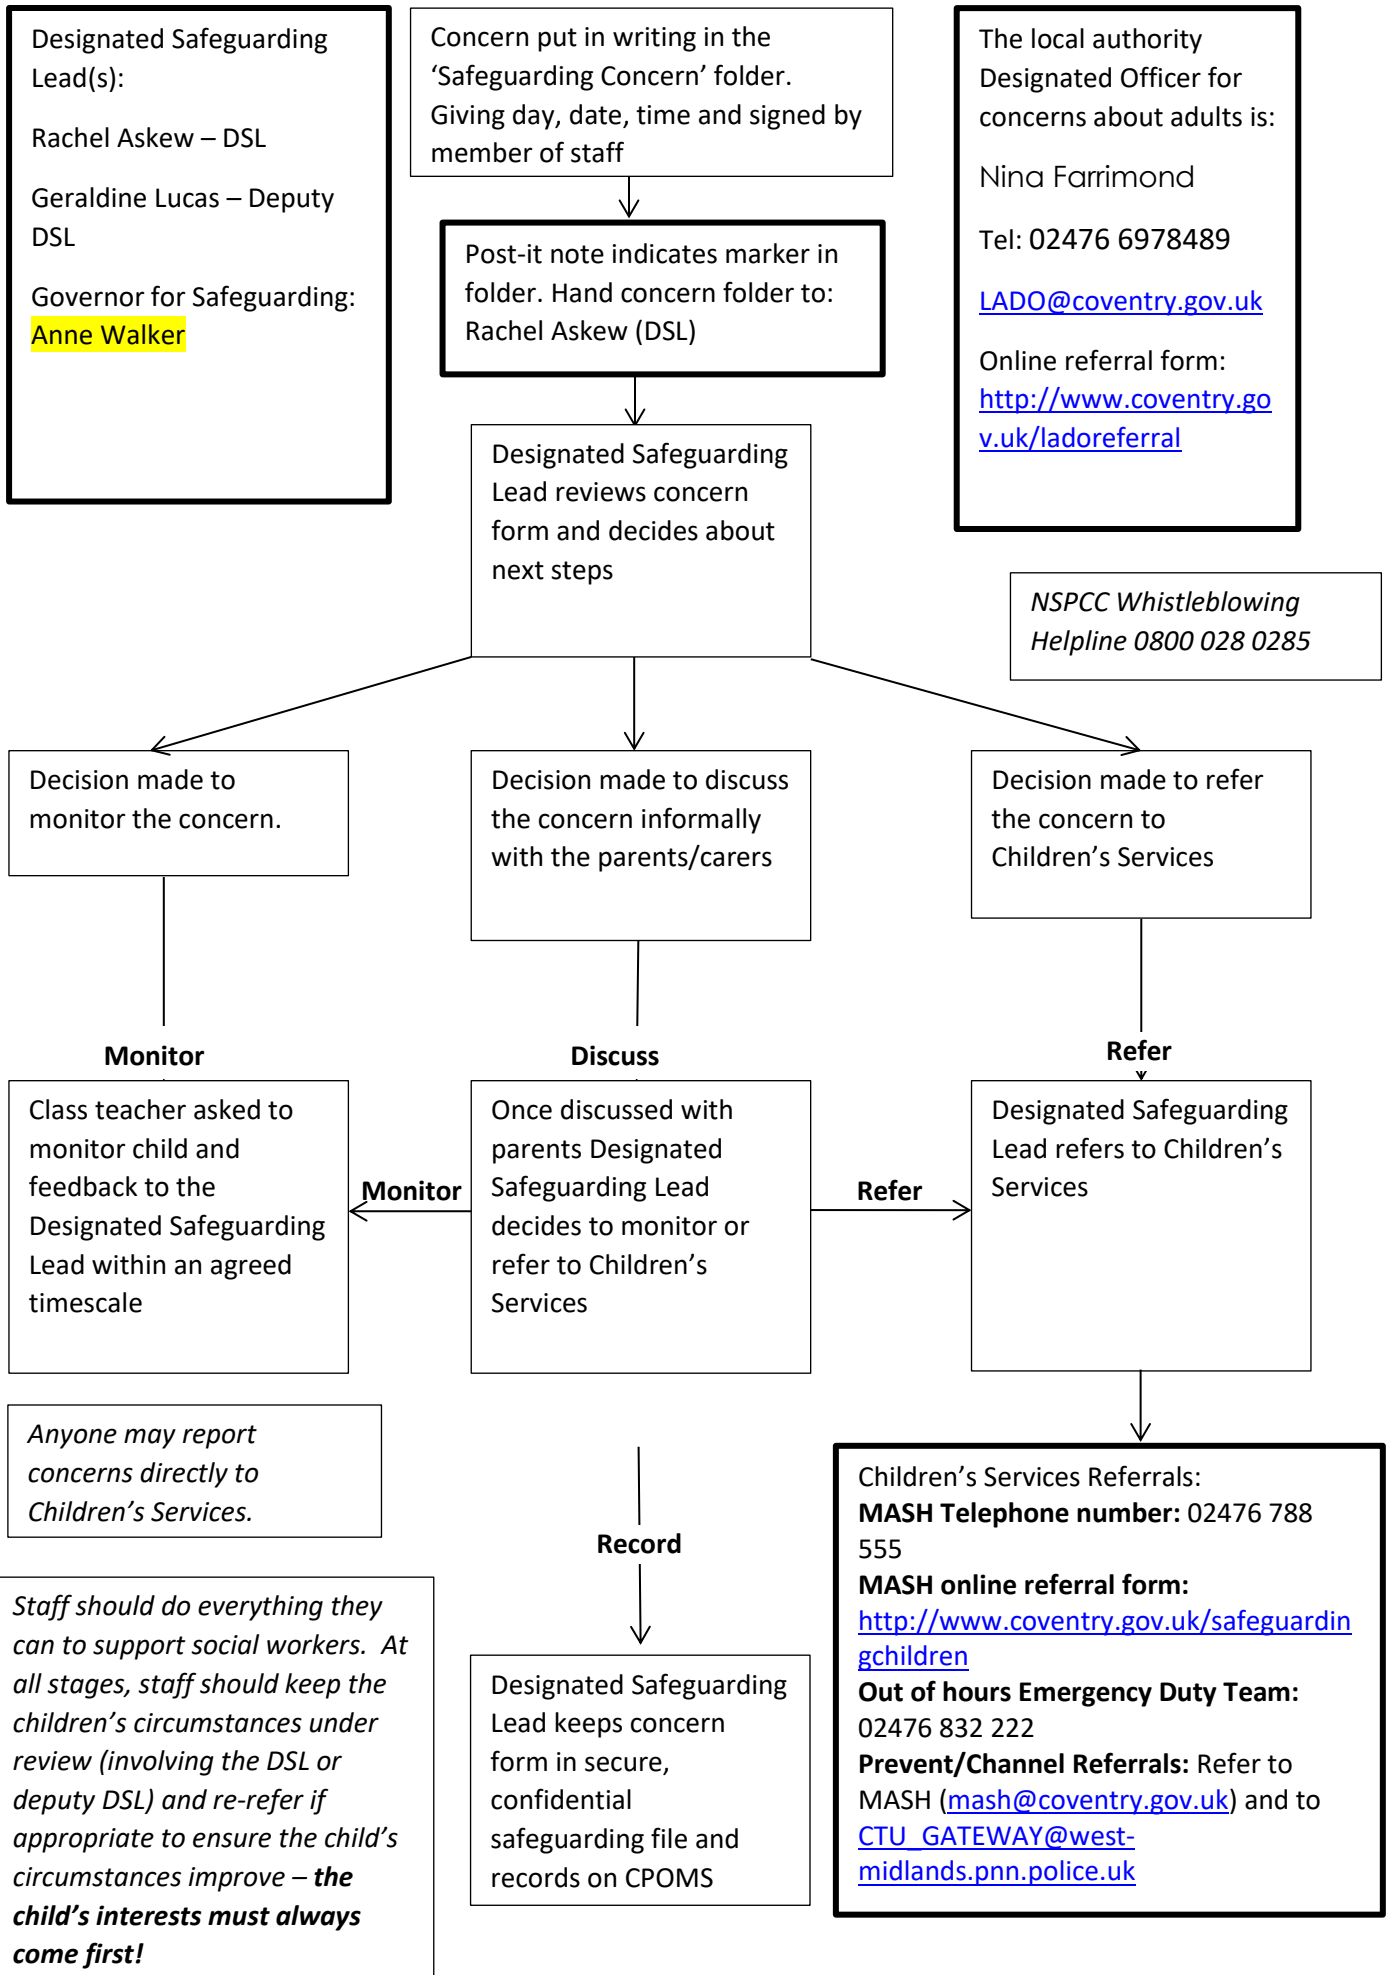 Designated Safeguarding
Lead(s):
Rachel Askew – DSL
Geraldine Lucas – Deputy
DSL
Governor for Safeguarding:
Anne Walker
Concern put in writing in the
‘Safeguarding Concern’ folder.
Giving day, date, time and signed by
member of staff
The local authority
Designated Officer for
concerns about adults is:
Nina Farrimond
Tel: 02476 6978489
LADO@coventry.gov.uk
Online referral form:
http://www.coventry.go
v.uk/ladoreferral
Post-it note indicates marker in
folder. Hand concern folder to:
Rachel Askew (DSL)
Designated Safeguarding
Lead reviews concern
form and decides about
next steps
NSPCC Whistleblowing
Helpline 0800 028 0285
Decision made to
monitor the concern.
Decision made to discuss
the concern informally
with the parents/carers
Decision made to refer
the concern to
Children’s Services
Monitor
Discuss
Refer
Class teacher asked to
monitor child and
feedback to the
Designated Safeguarding
Lead within an agreed
timescale
Monitor
Once discussed with
parents Designated
Safeguarding Lead
decides to monitor or
refer to Children’s
Services
Refer
Designated Safeguarding
Lead refers to Children’s
Services
Anyone may report
concerns directly to
Children’s Services.
Record
Children’s Services Referrals:
MASH Telephone number: 02476 788
555
MASH online referral form:
http://www.coventry.gov.uk/safeguardin
gchildren
Out of hours Emergency Duty Team:
02476 832 222
Prevent/Channel Referrals: Refer to
MASH (mash@coventry.gov.uk) and to
CTU_GATEWAY@west-
midlands.pnn.police.uk
Staff should do everything they
can to support social workers.  At
all stages, staff should keep the
children’s circumstances under
review (involving the DSL or
deputy DSL) and re-refer if
appropriate to ensure the child’s
circumstances improve – the
child’s interests must always
come first!
Designated Safeguarding
Lead keeps concern
form in secure,
confidential
safeguarding file and
records on CPOMS